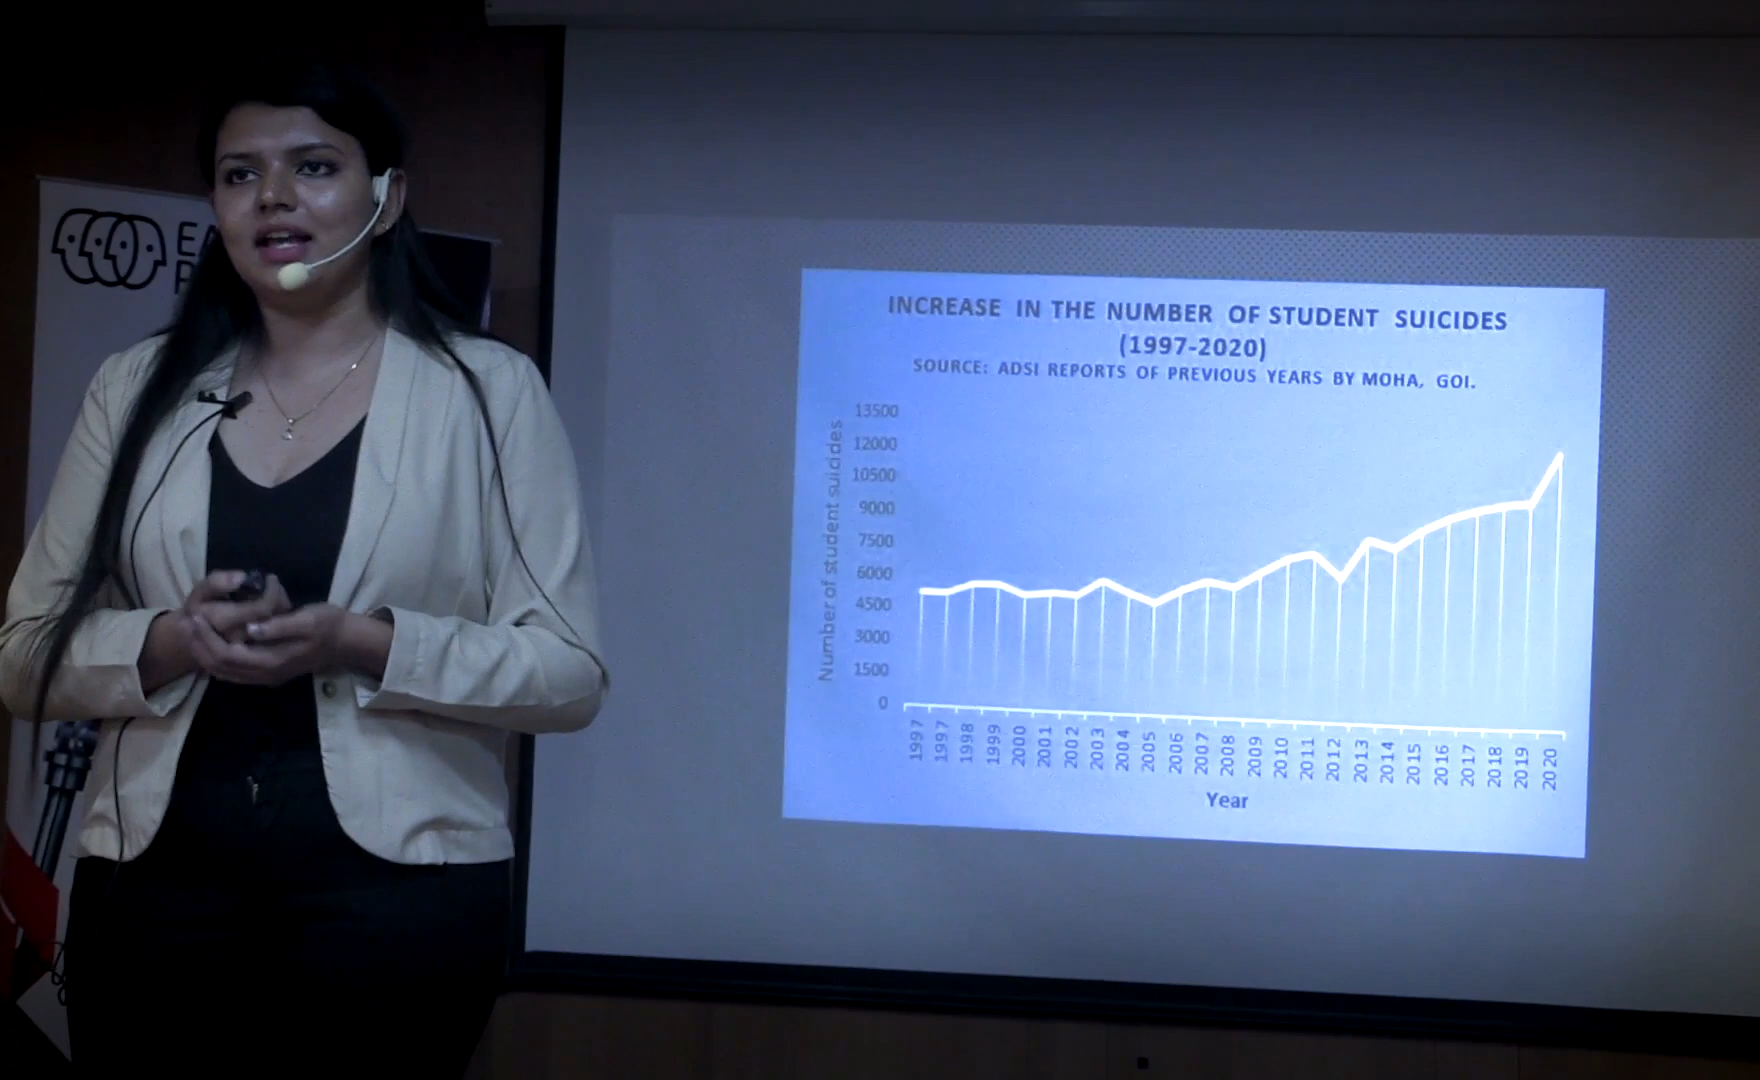 INCREASE IN THE NUMBER OF STUDENT SUICIDES
(1997-2020)
SOURCE: ADSI REPORTS OF PREVIOUS YEARS BY MOHA, GOI.
Number of student suicides
13500
12000
10500
9000
7500
6000
4500
3000
1500
0
1997 1997 1998 1999 2000 2001 2002 2003 2004 2005 2006 2007 2008 2009 2010 2011 2012 2013 2014 2015 2016 2017 2018 2019 2020
Year